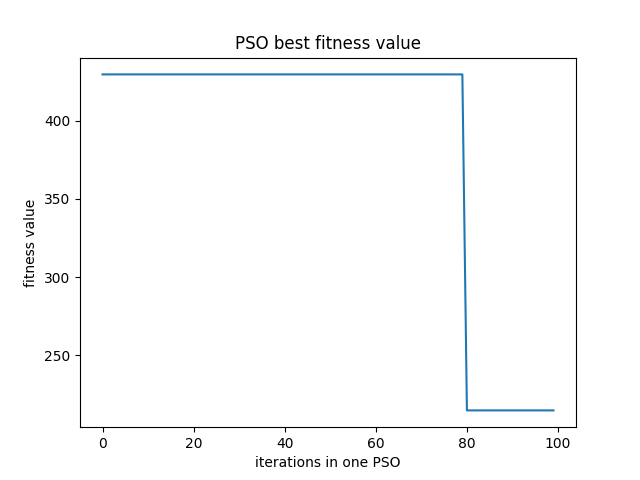 PSO best fitness value
400
350
300
250
fitness value
0 20 40 60 80 100
iterations in one PSO